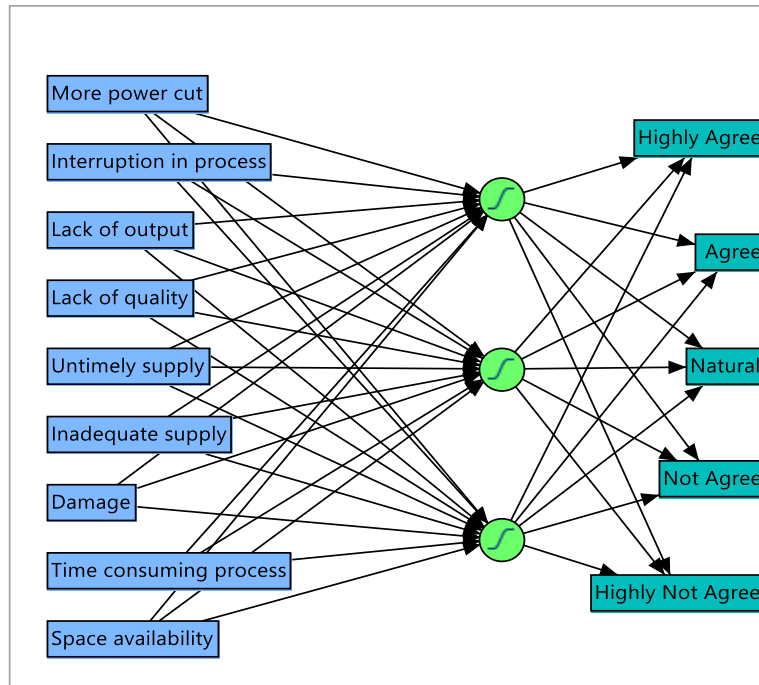 More power cut
Interruption in process
Lack of output
Lack of quality
Untimely supply
Inadequate supply
Damage
Time consuming process
Space availability
Highly Agree
Agree
Natural
Not Agree
Highly Not Agree